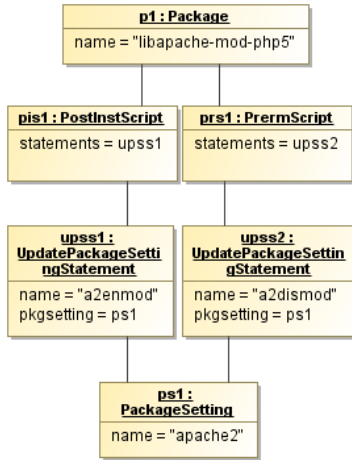 p1 : Package
name = "libapache-mod-php5"
pis1 : PostInstScript
statements = upss1
prs1 : PrermScript
statements = upss2
upss1 :
UpdatePackageSetti
ngStatement
name = "a2enmod"
pkgsetting = ps1
upss2 :
UpdatePackageSettin
gStatement
name = "a2dismod"
pkgsetting = ps1
ps1 :
PackageSetting
name = "apache2"